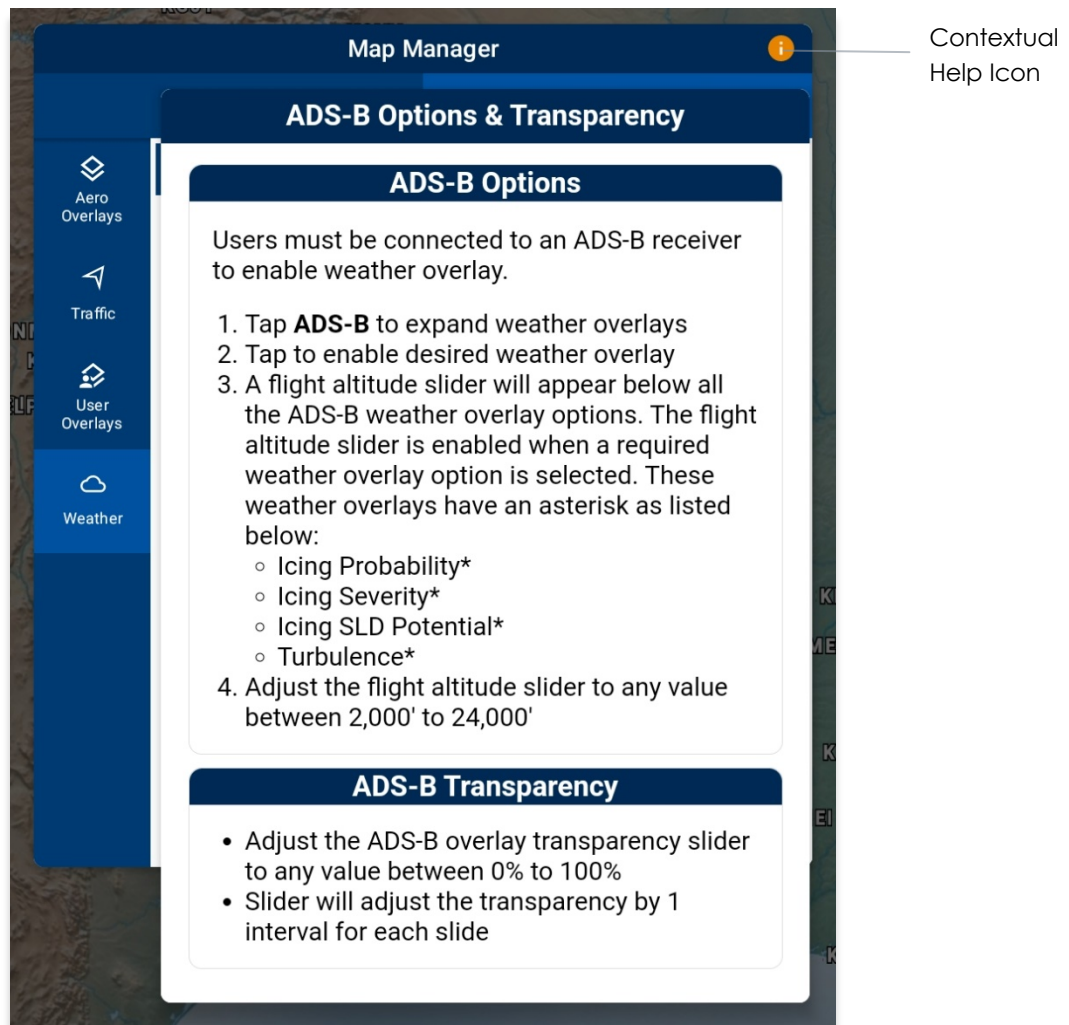 Map Manager
i
Contextual
Help Icon
ADS-B Options & Transparency
Aero
Overlays
Traffic
User
Overlays
Weather
ADS-B Options
Users must be connected to an ADS-B receiver
to enable weather overlay.
1. Tap ADS-B to expand weather overlays
2. Tap to enable desired weather overlay
3. A flight altitude slider will appear below all
the ADS-B weather overlay options. The flight
altitude slider is enabled when a required
weather overlay option is selected. These
weather overlays have an asterisk as listed
below:
◦ Icing Probability*
◦ Icing Severity*
◦ Icing SLD Potential*
◦ Turbulence*
4. Adjust the flight altitude slider to any value
between 2,000' to 24,000'
ADS-B Transparency
• Adjust the ADS-B overlay transparency slider
to any value between 0% to 100%
• Slider will adjust the transparency by 1
interval for each slide